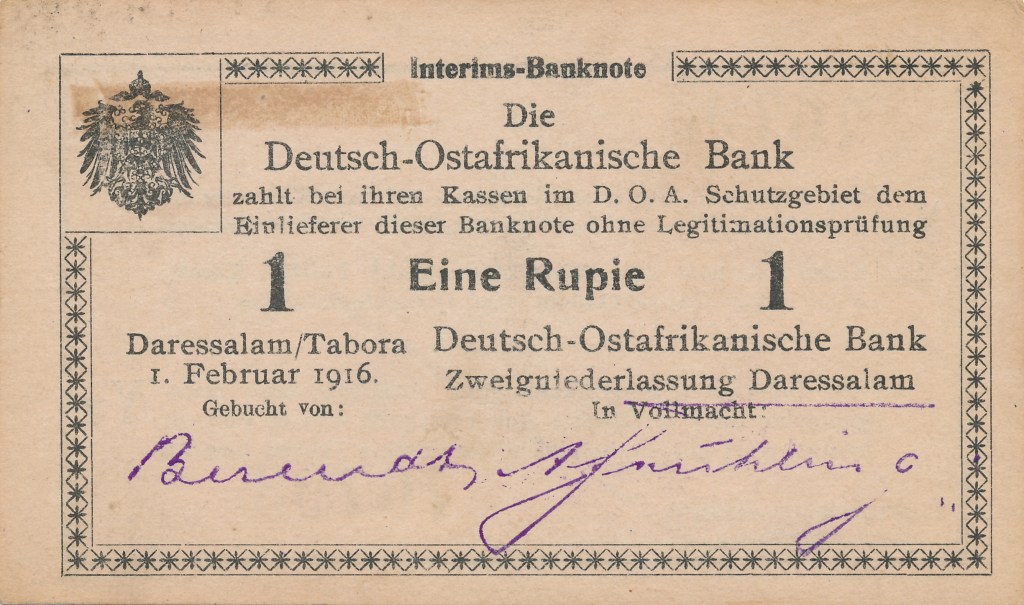 Interims-Banknote
Die
Deutsch-Ostafrikanische Bank
zahlt bei ihren Kassen im D. O. A. Schutzgebiet dem
Einlieferer dieser Banknote ohne Legitimationsprüfung
1 Eine Rupie 1
Daressalam/Tabora
1. Februar 1916.
Gebucht von:
Deutsch-Ostafrikanische Bank
Zweigniederlassung Daressalam
In Vollmacht: